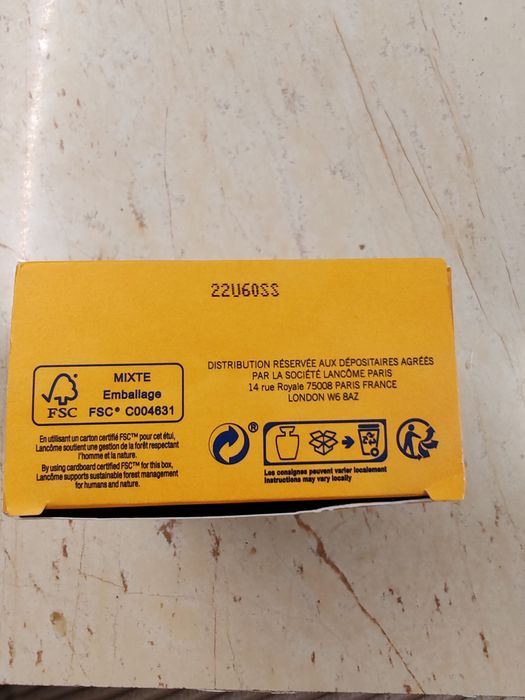 22U60SS
DISTRIBUTION RÉSERVÉE AUX DÉPOSITAIRES AGRÉÉS
PAR LA SOCIÉTÉ LANCÔME PARIS
14 rue Royale 75008 PARIS FRANCE
LONDON W6 8AZ
MIXTE
Emballage
FSC® C004631
FSC
En utilisant un carton certifié FSC™ pour cet étui,
Lancôme soutient une gestion de la forêt respectant
l'homme et la nature.
By using cardboard certified FSC™ for this box,
Lancôme supports sustainable forest management
for humans and nature.
®
Les consignes peuvent varier localement
Instructions may vary locally